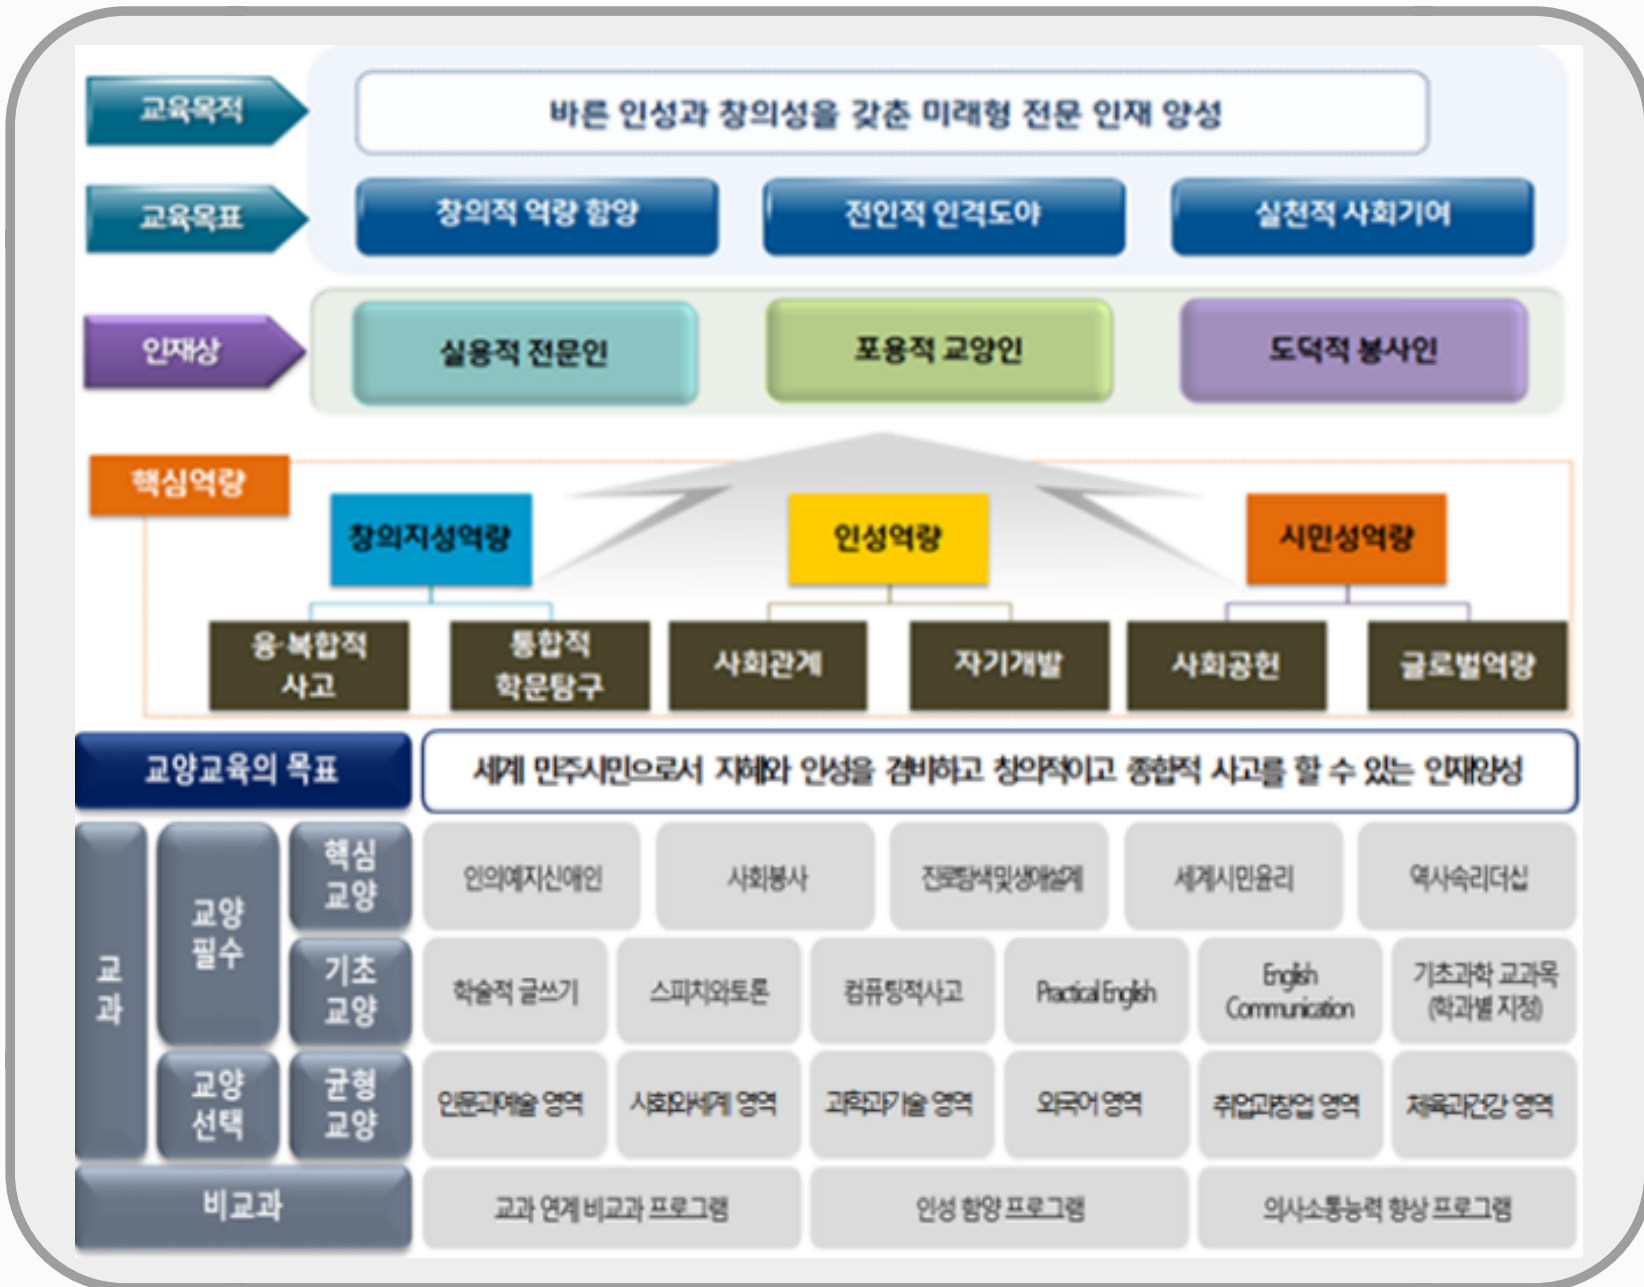 교육목적
바른 인성과 창의성을 갖춘 미래형 전문 인재 양성
교육목표
창의적 역량 함양
전인적 인격도야
실천적 사회기여
인재상
실용적 전문인
포용적 교양인
도덕적 봉사인
핵심역량
창의지성역량
인성역량
시민성역량
융·복합적
사고
통합적
학문탐구
사회관계
자기개발
사회공헌
글로벌역량
교양교육의 목표
세계 민주시민으로서 지혜와 인성을 겸비하고 창의적이고 종합적 사고를 할 수 있는 인재양성
교
과
교양
필수
핵심
교양
인의예지신애인
사회봉사
진로탐색및생애설계
세계시민윤리
역사속리더십
기초
교양
학술적 글쓰기
스피치와토론
컴퓨팅적사고
Practical English
English
Communication
기초과학 교과목
(학과별 지정)
교양
선택
균형
교양
인문과예술 영역
사회와세계 영역
과학과기술 영역
외국어 영역
취업과창업 영역
체육과건강 영역
비교과
교과 연계 비교과 프로그램
인성 함양 프로그램
의사소통능력 향상 프로그램